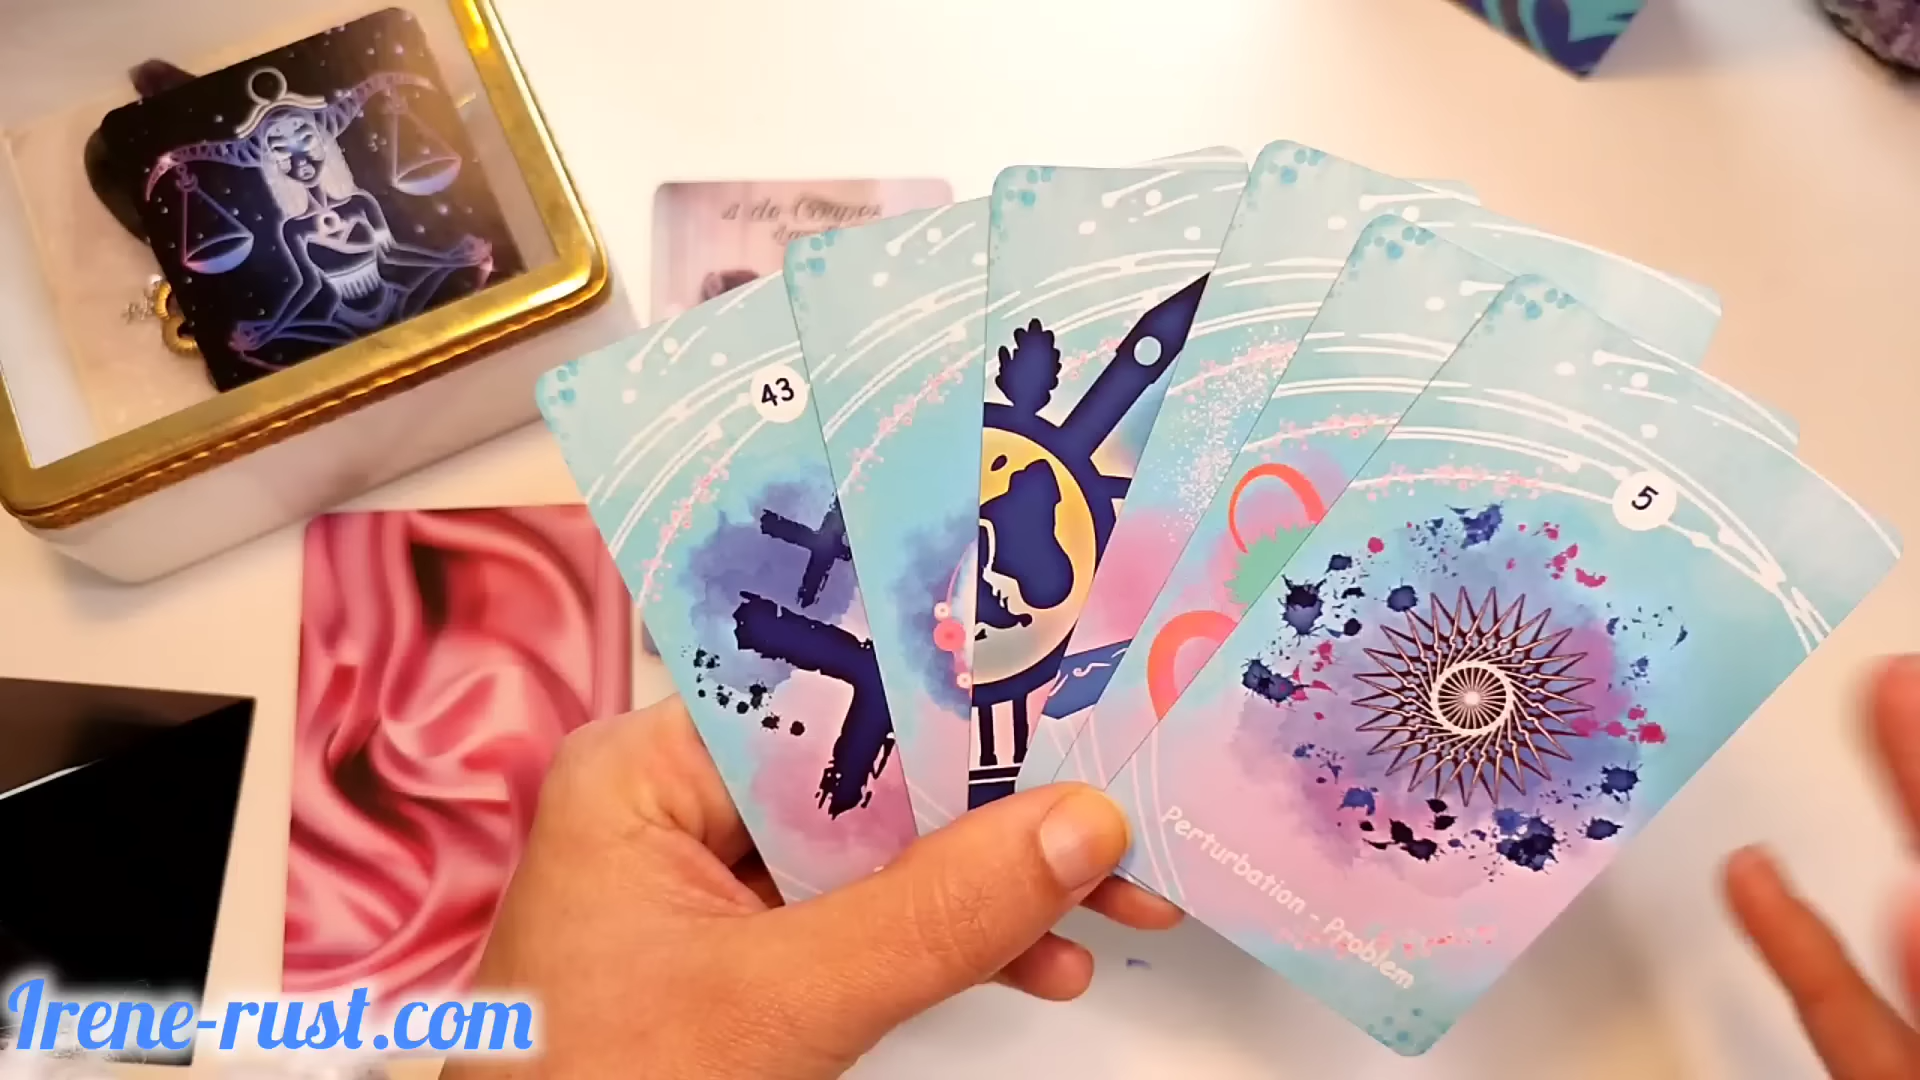 4 de Coupes
43
5
Perturbation - Problem
Irene-rust.com